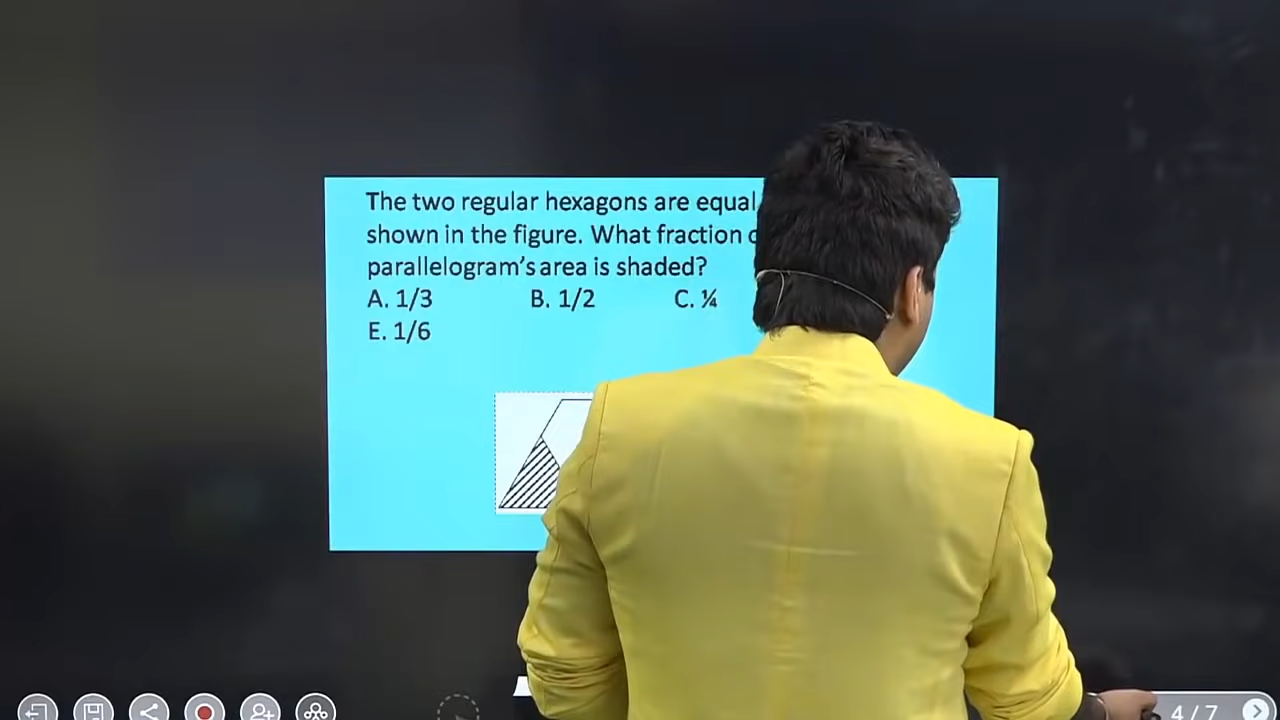 The two regular hexagons are equal
shown in the figure. What fraction
parallelogram's area is shaded?
A. 1/3 B. 1/2 C. ¼
E. 1/6
4 / 7